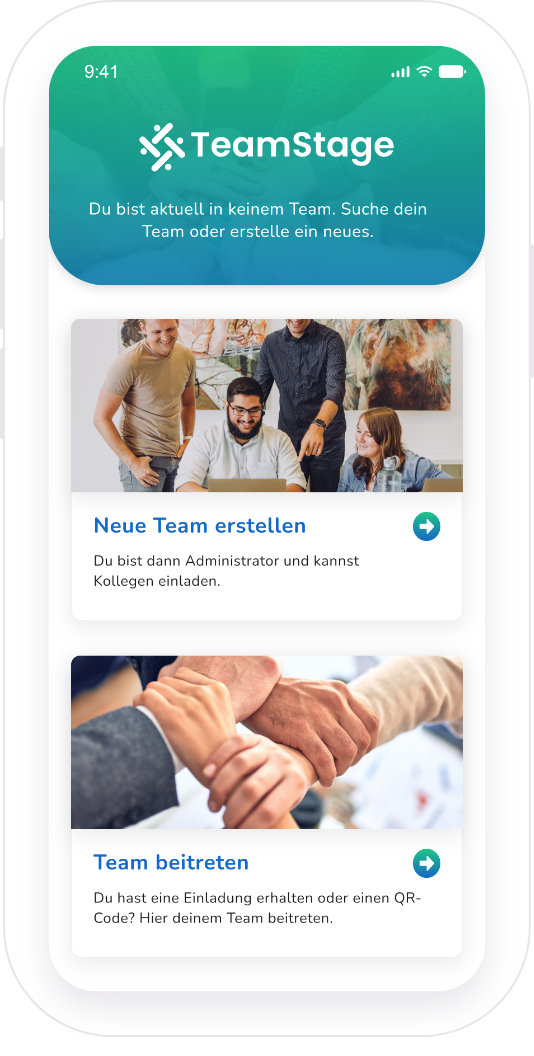 9:41
TeamStage
Du bist aktuell in keinem Team. Suche dein
Team oder erstelle ein neues.
Neue Team erstellen
Du bist dann Administrator und kannst
Kollegen einladen.
Team beitreten
Du hast eine Einladung erhalten oder einen QR-
Code? Hier deinem Team beitreten.